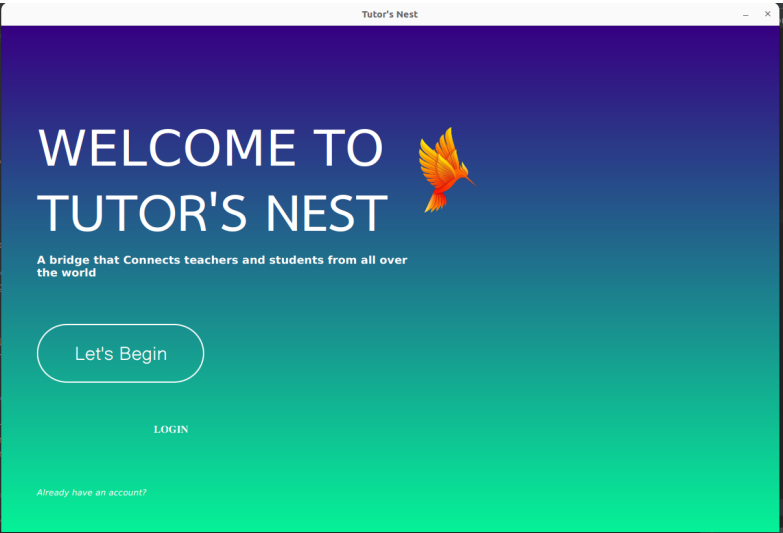 Tutor's Nest
WELCOME TO
TUTOR'S NEST
A bridge that Connects teachers and students from all over
the world
Let's Begin
LOGIN
Already have an account?